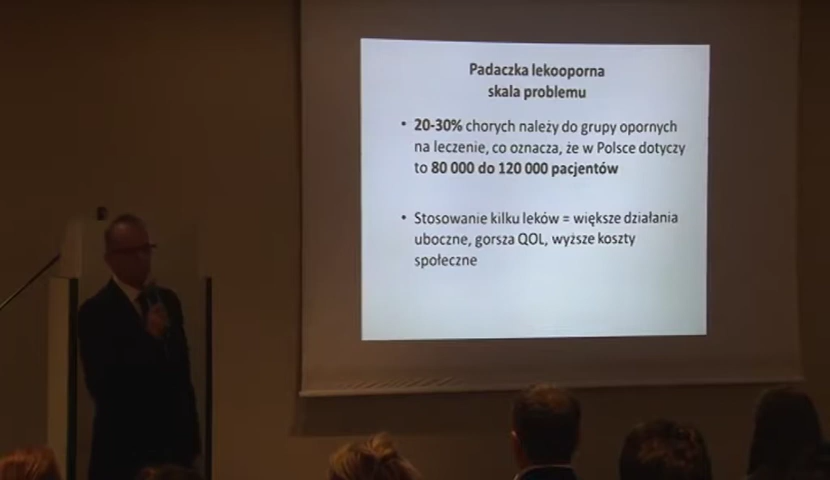 Padaczka lekooporna
skala problemu
• 20-30% chorych należy do grupy opornych
na leczenie, co oznacza, że w Polsce dotyczy
to 80 000 do 120 000 pacjentów
• Stosowanie kilku leków = większe działania
uboczne, gorsza QOL, wyższe koszty
społeczne